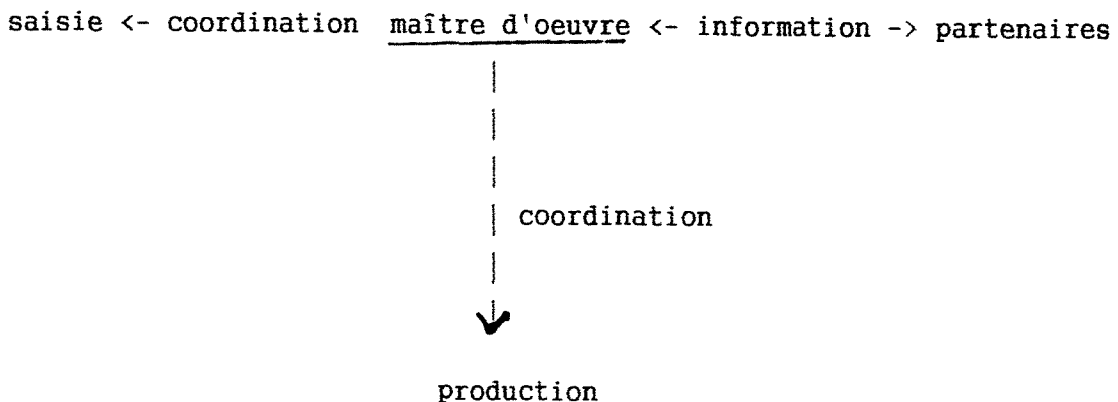 saisie <- coordination maître d'oeuvre <- information -> partenaires
coordination
production